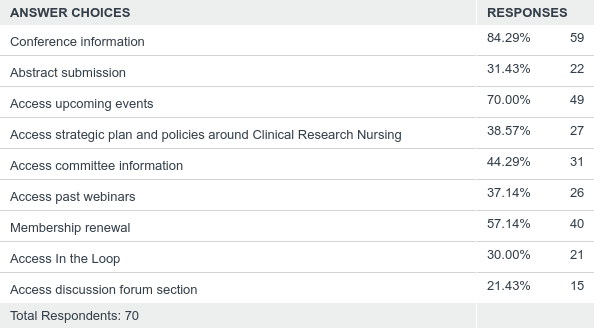 ANSWER CHOICES RESPONSES
Conference information 84.29% 59
Abstract submission 31.43% 22
Access upcoming events 70.00% 49
Access strategic plan and policies around Clinical Research Nursing 38.57% 27
Access committee information 44.29% 31
Access past webinars 37.14% 26
Membership renewal 57.14% 40
Access In the Loop 30.00% 21
Access discussion forum section 21.43% 15
Total Respondents: 70